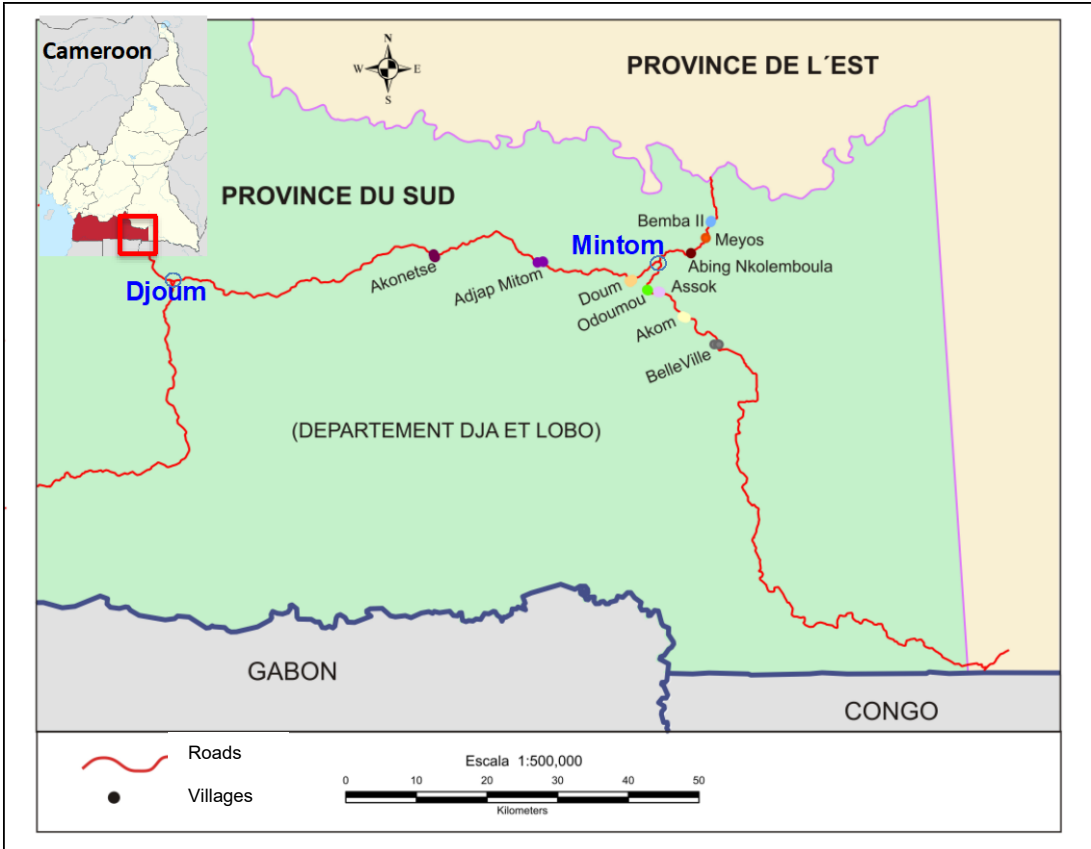 Cameroon
N
W
E
S
PROVINCE DE L´EST
PROVINCE DU SUD
Bemba II
Meyos
Mintom
Abing Nkolemboula
Akonetse
Adjap Mitom
Djoum
Doum
Assok
Odoumou
Akom
BelleVille
(DEPARTEMENT DJA ET LOBO)
GABON
CONGO
Roads
Escala 1:500,000
Villages
0 10 20 30 40 50
Kilometers